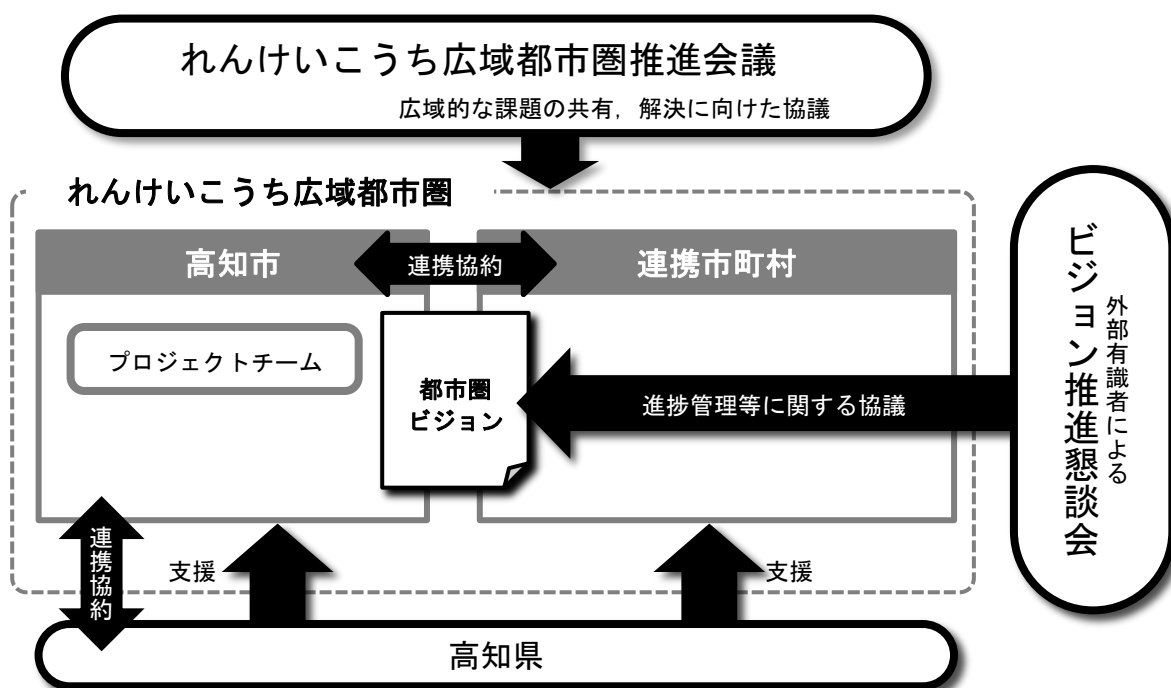 れんけいこうち広域都市圏推進会議
広域的な課題の共有，解決に向けた協議
れんけいこうち広域都市圏
高知市
連携協約
連携市町村
プロジェクトチーム
都市圏
ビジョン
進捗管理等に関する協議
外部有識者による
ビジョン推進懇談会
連携協約
支援
支援
高知県